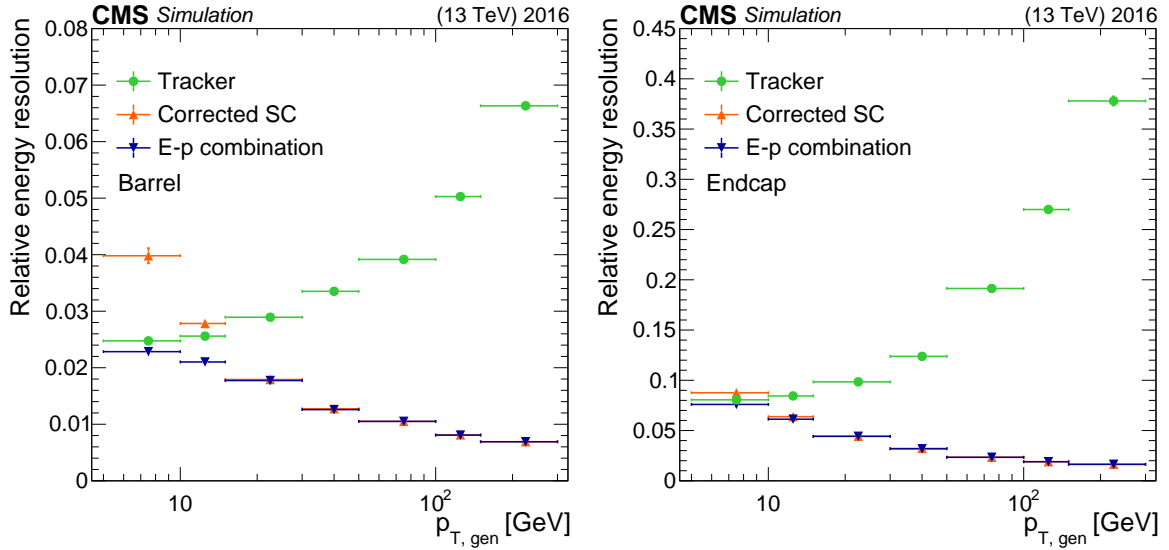 CMS Simulation (13 TeV) 2016
Relative energy resolution
0.08
0.07
0.06
0.05
0.04
0.03
0.02
0.01
0
Tracker
Corrected SC
E-p combination
Barrel
10 10²
p_T, gen [GeV]
CMS Simulation (13 TeV) 2016
Relative energy resolution
0.45
0.4
0.35
0.3
0.25
0.2
0.15
0.1
0.05
0
Tracker
Corrected SC
E-p combination
Endcap
10 10²
p_T, gen [GeV]